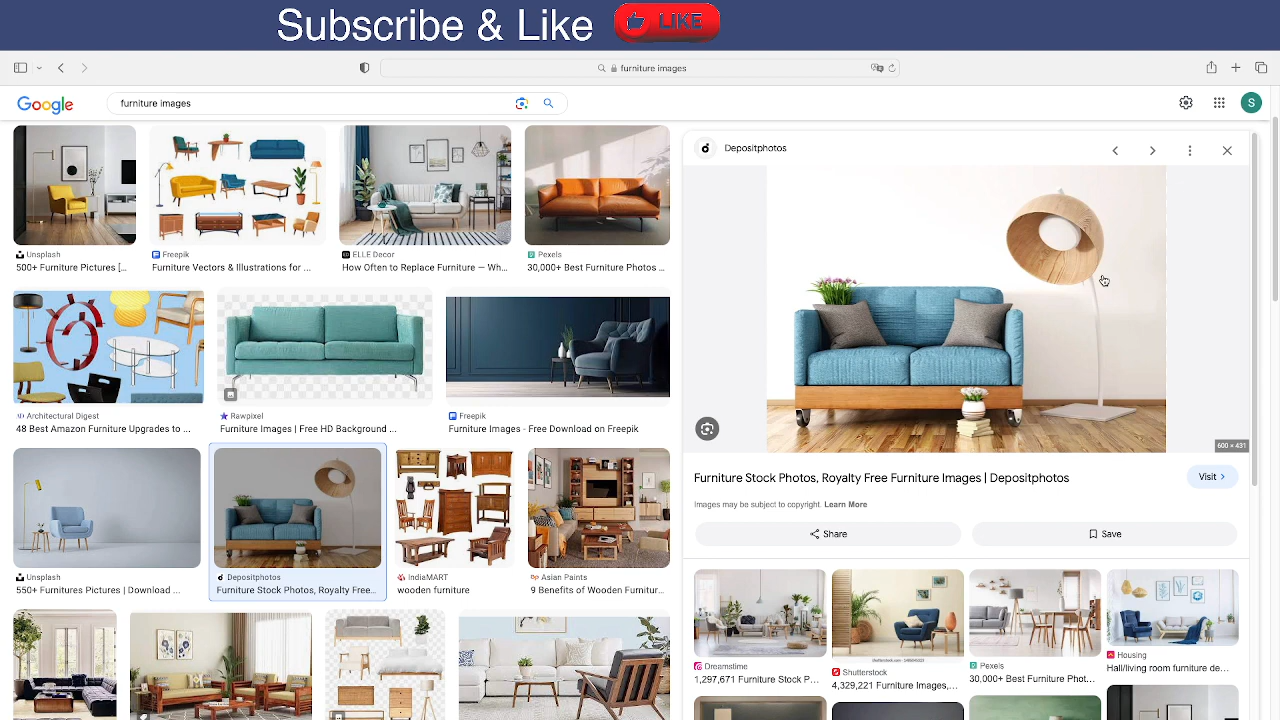 Subscribe & Like
LIKE
furniture images
Google
furniture images
S
Unsplash
500+ Furniture Pictures [...
Freepik
Furniture Vectors & Illustrations for ...
ELLE Decor
How Often to Replace Furniture — Wh...
Pexels
30,000+ Best Furniture Photos ...
Architectural Digest
48 Best Amazon Furniture Upgrades to ...
Rawpixel
Furniture Images | Free HD Background ...
Freepik
Furniture Images - Free Download on Freepik
Unsplash
550+ Furnitures Pictures | Download ...
Depositphotos
Furniture Stock Photos, Royalty Free...
IndiaMART
wooden furniture
Asian Paints
9 Benefits of Wooden Furnitur...
Depositphotos
600 × 431
Furniture Stock Photos, Royalty Free Furniture Images | Depositphotos
Visit
Images may be subject to copyright. Learn More
Share
Save
Dreamstime
1,297,671 Furniture Stock P...
Shutterstock
4,329,221 Furniture Images,...
Pexels
30,000+ Best Furniture Phot...
Housing
Hall/living room furniture de...